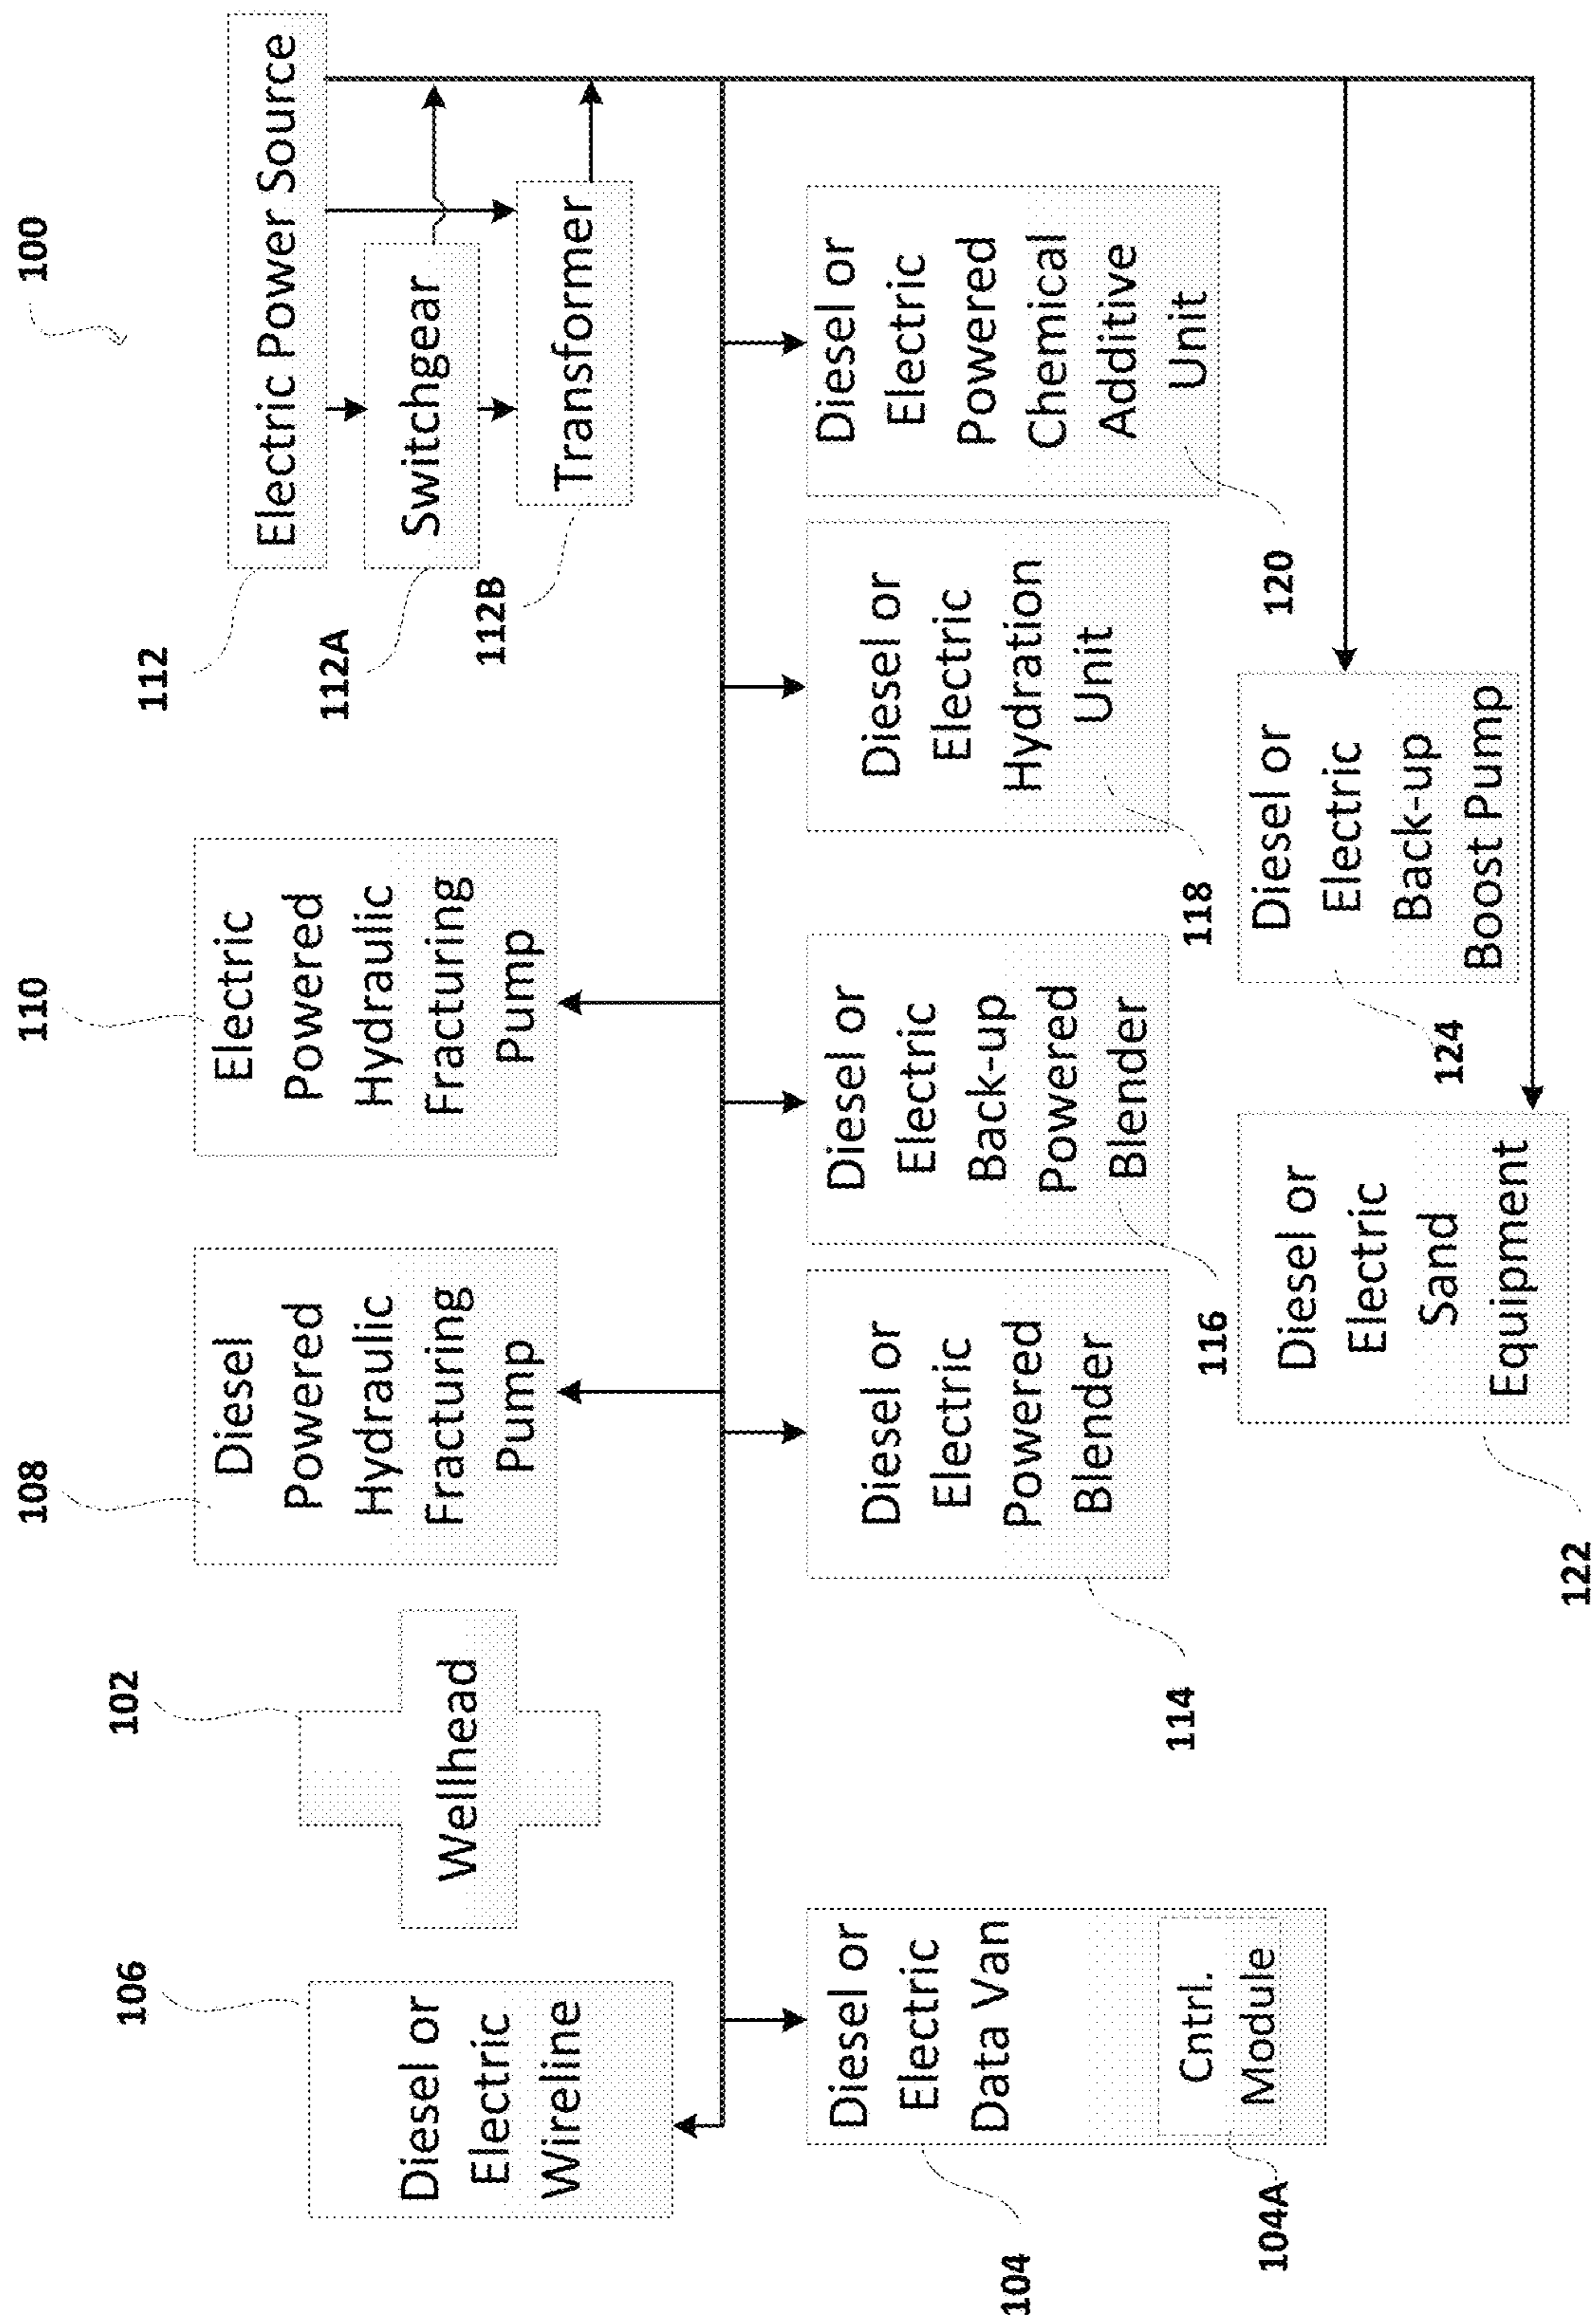 100
110
108
102
106
112
112A
112B
Electric Power Source
Switchgear
Transformer
Electric
Powered
Hydraulic
Fracturing
Pump
Diesel
Powered
Hydraulic
Fracturing
Pump
Wellhead
Diesel or
Electric
Wireline
Diesel or
Electric
Data Van
Cntrl.
Module
104
104A
Diesel or
Electric
Powered
Blender
114
Diesel or
Electric
Back-up
Powered
Blender
116
Diesel or
Electric
Hydration
Unit
118
Diesel or
Electric
Powered
Chemical
Additive
Unit
120
Diesel or
Electric
Sand
Equipment
122
Diesel or
Electric
Back-up
Boost Pump
124